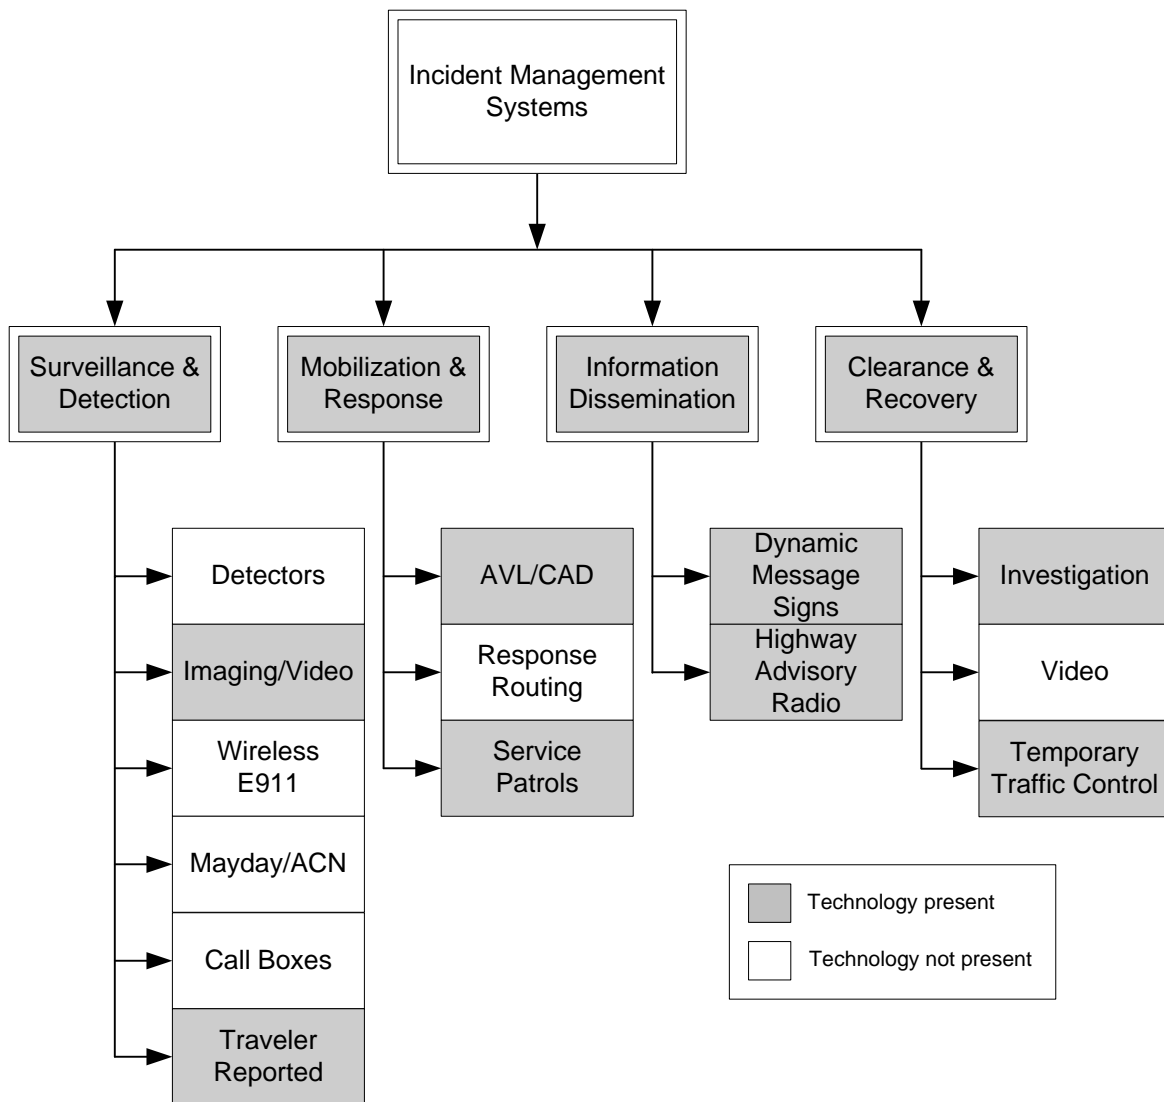 Incident Management
Systems
Surveillance &
Detection
Mobilization &
Response
Information
Dissemination
Clearance &
Recovery
Detectors
Imaging/Video
Wireless
E911
Mayday/ACN
Call Boxes
Traveler
Reported
AVL/CAD
Response
Routing
Service
Patrols
Dynamic
Message
Signs
Highway
Advisory
Radio
Investigation
Video
Temporary
Traffic Control
Technology present
Technology not present